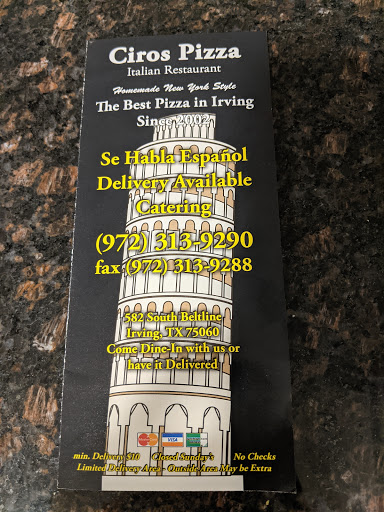 Ciros Pizza
Italian Restaurant
Homemade New York Style
The Best Pizza in Irving
Since 2002
Se Habla Español
Delivery Available
Catering
(972) 313-9290
fax (972) 313-9288
582 South Beltline
Irving, TX 75060
Come Dine-In with us or
have it Delivered
MasterCard VISA
min. Delivery $10 Closed Sunday's No Checks
Limited Delivery Area - Outside Area May be Extra